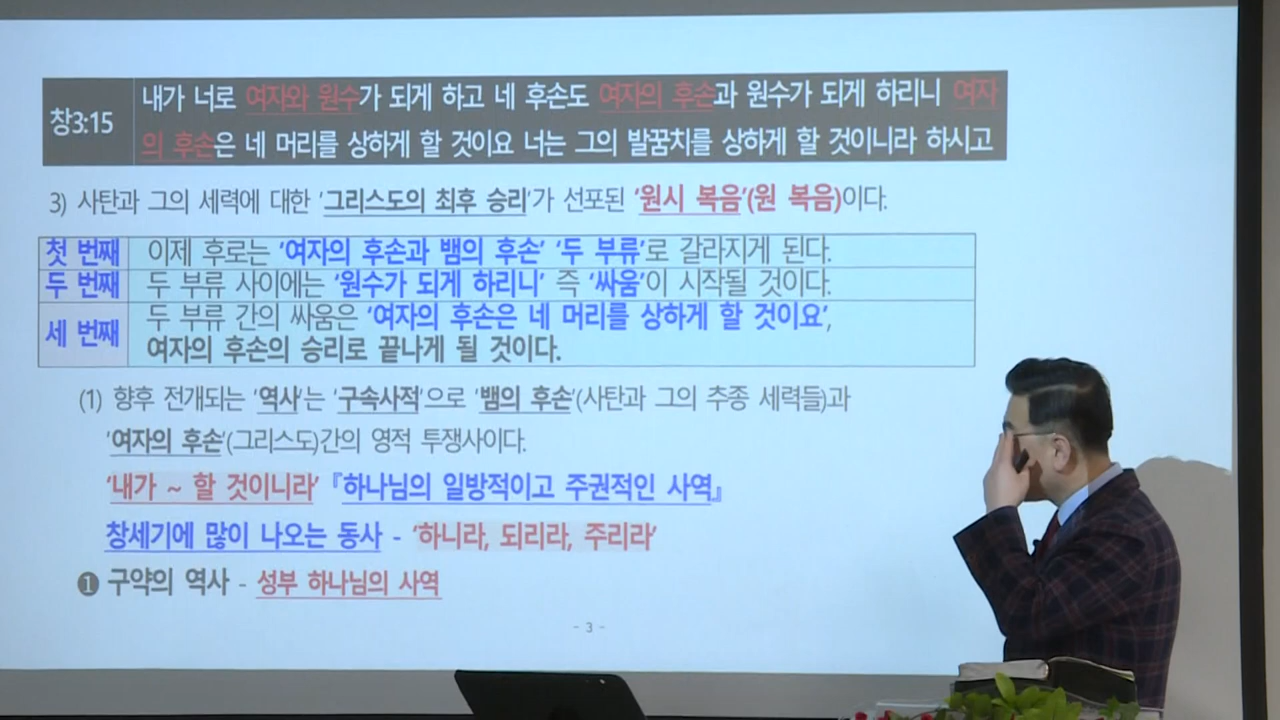 창3:15
내가 너로 여자와 원수가 되게 하고 네 후손도 여자의 후손과 원수가 되게 하리니 여자
의 후손은 네 머리를 상하게 할 것이요 너는 그의 발꿈치를 상하게 할 것이니라 하시고
3) 사탄과 그의 세력에 대한 '그리스도의 최후 승리'가 선포된 '원시 복음'(원 복음)이다.
첫 번째 이제 후로는 '여자의 후손과 뱀의 후손' '두 부류'로 갈라지게 된다.
두 번째 두 부류 사이에는 '원수가 되게 하리니' 즉 '싸움'이 시작될 것이다.
세 번째 두 부류 간의 싸움은 '여자의 후손은 네 머리를 상하게 할 것이요',
여자의 후손의 승리로 끝나게 될 것이다.
(1) 향후 전개되는 '역사'는 '구속사적'으로 '뱀의 후손'(사탄과 그의 추종 세력들)과
'여자의 후손'(그리스도)간의 영적 투쟁사이다.
'내가 ~ 할 것이니라' 『하나님의 일방적이고 주권적인 사역』
창세기에 많이 나오는 동사 - '하니라, 되리라, 주리라'
❶ 구약의 역사 - 성부 하나님의 사역
- 3 -